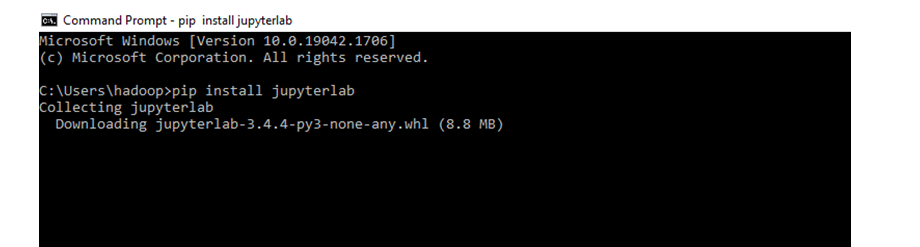 Command Prompt - pip  install jupyterlab
Microsoft Windows [Version 10.0.19042.1706]
(c) Microsoft Corporation. All rights reserved.
C:\Users\hadoop>pip install jupyterlab
Collecting jupyterlab
  Downloading jupyterlab-3.4.4-py3-none-any.whl (8.8 MB)